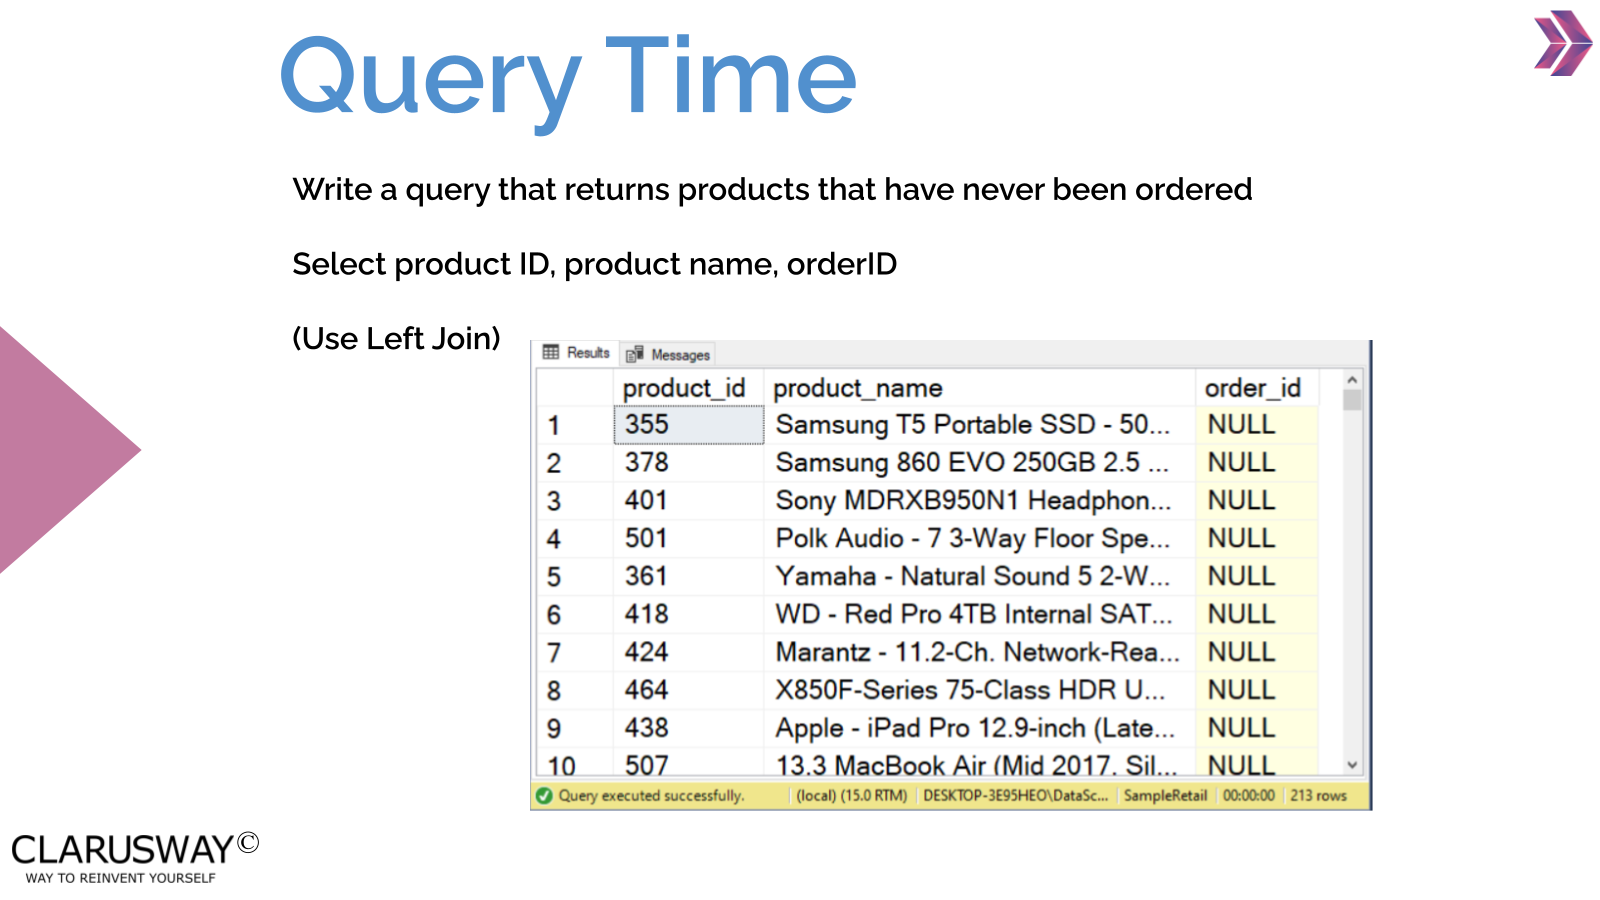 Query Time
Write a query that returns products that have never been ordered
Select product ID, product name, orderID
(Use Left Join)
Results Messages
product_id product_name order_id
1 355 Samsung T5 Portable SSD - 50... NULL
2 378 Samsung 860 EVO 250GB 2.5 ... NULL
3 401 Sony MDRXB950N1 Headphon... NULL
4 501 Polk Audio - 7 3-Way Floor Spe... NULL
5 361 Yamaha - Natural Sound 5 2-W... NULL
6 418 WD - Red Pro 4TB Internal SAT... NULL
7 424 Marantz - 11.2-Ch. Network-Rea... NULL
8 464 X850F-Series 75-Class HDR U... NULL
9 438 Apple - iPad Pro 12.9-inch (Late... NULL
10 507 13.3 MacBook Air (Mid 2017, Sil... NULL
Query executed successfully. (local) (15.0 RTM) DESKTOP-3E95HEO\DataSc... SampleRetail 00:00:00 213 rows
CLARUSWAY©
WAY TO REINVENT YOURSELF